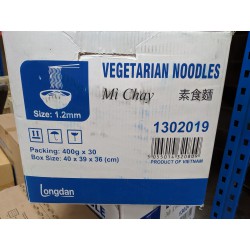 VEGETARIAN NOODLES
Mì Chay 素食麵
Size: 1.2mm
1302019
PRODUCT OF VIETNAM
Packing: 400g x 30
Box Size: 40 x 39 x 36 (cm)
Longdan